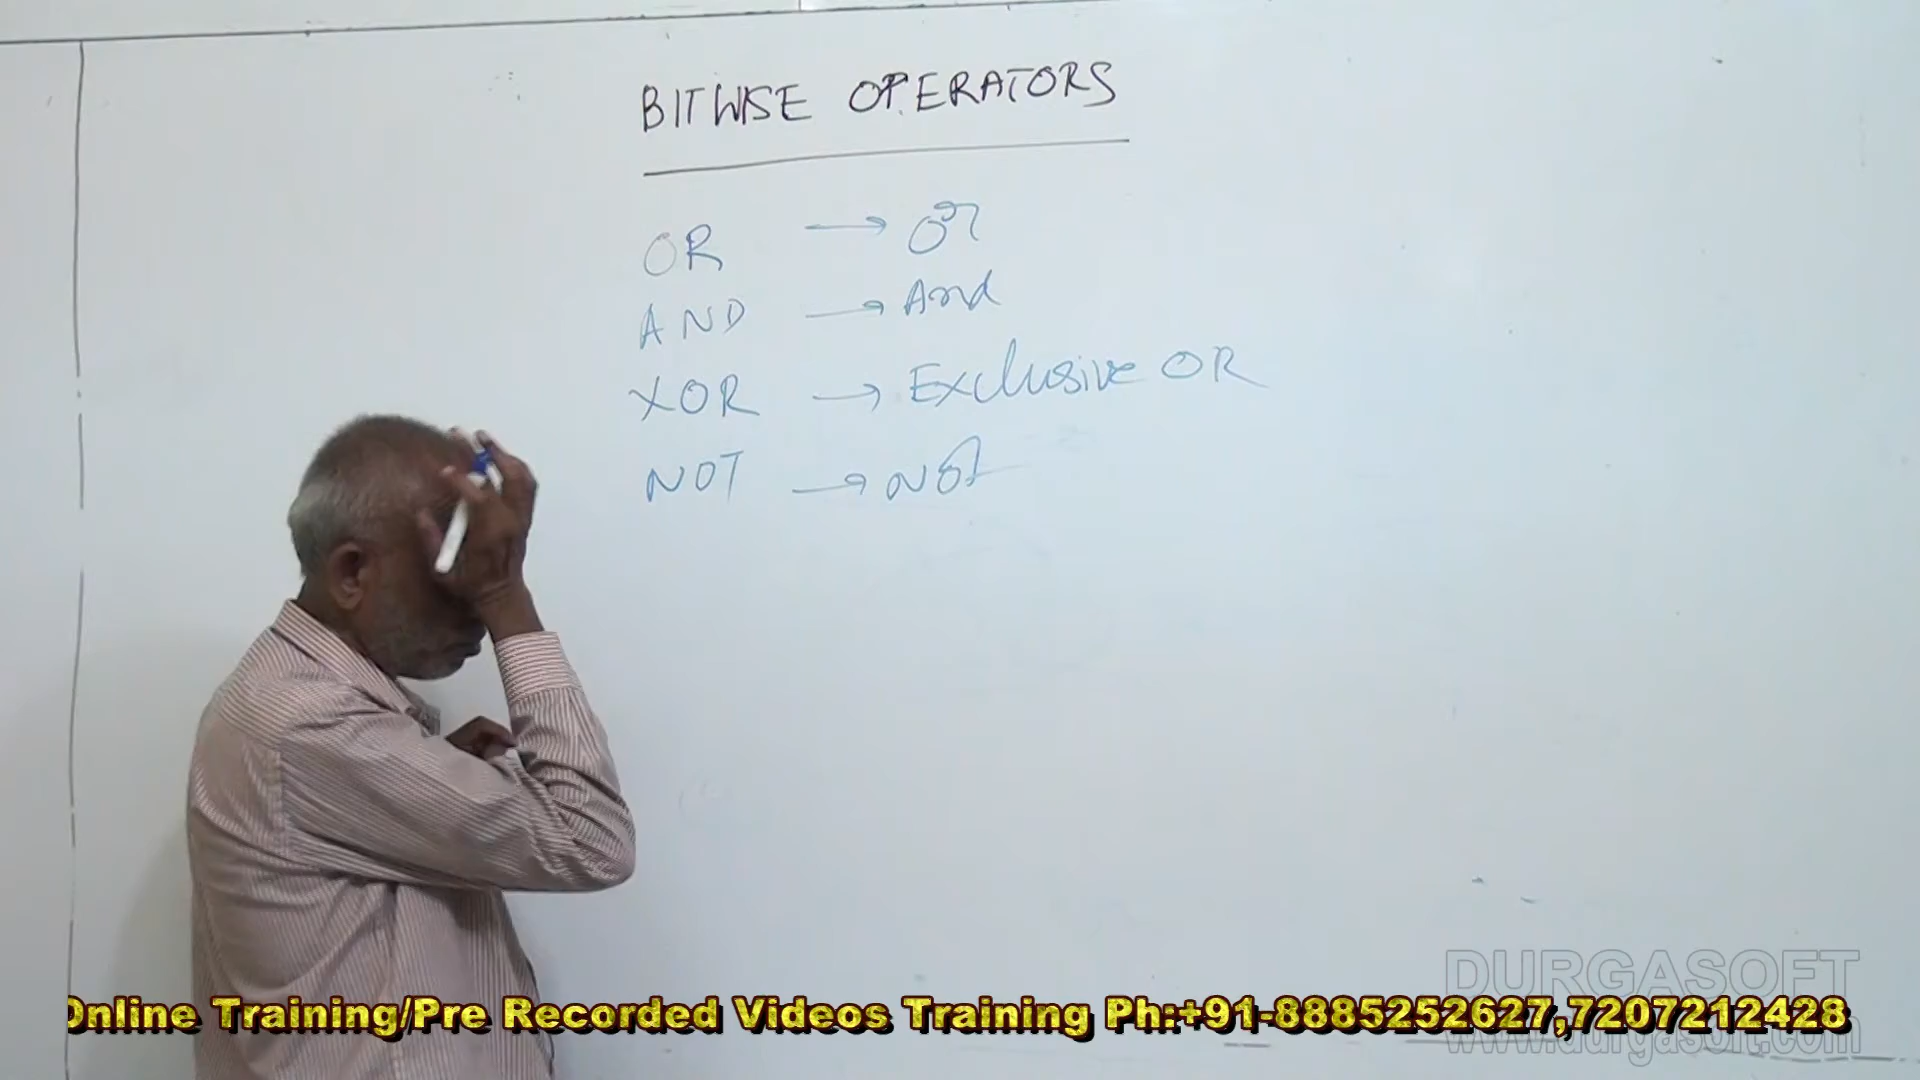 BITWISE OPERATORS
OR → Or
AND → And
XOR → Exclusive OR
NOT → Not
DURGASOFT
Online Training/Pre Recorded Videos Training Ph:+91-8885252627,7207212428
www.durgasoft.com